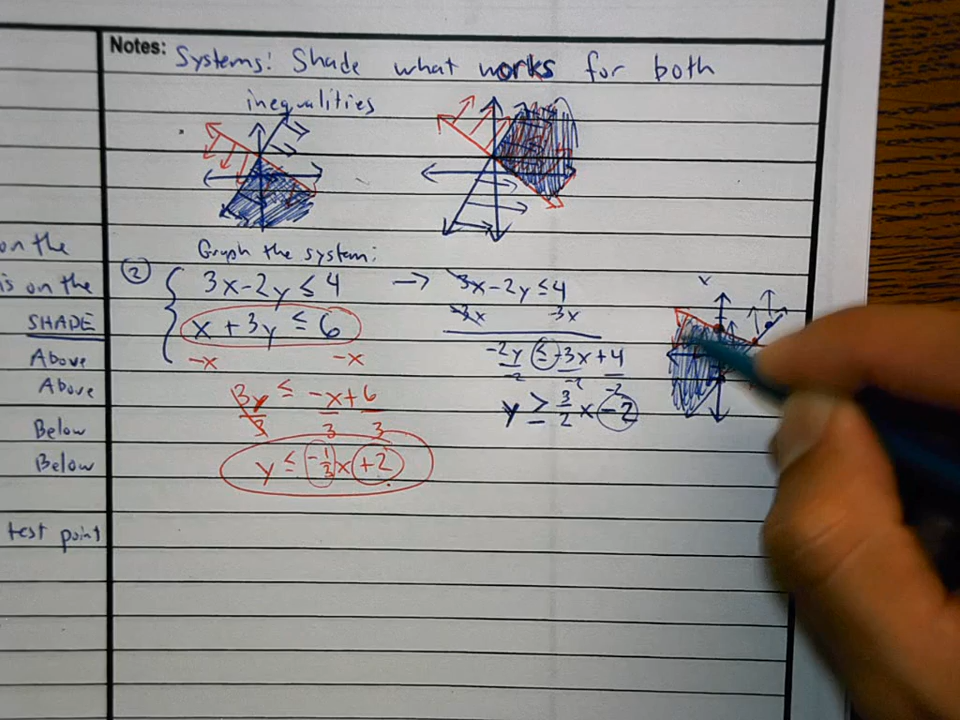 Notes: Systems: Shade what works for both
inequalities
Graph the system:
on the
is on the
SHADE
Above
Above
Below
Below
test point
② 3x-2y ≤ 4 → 3x-2y ≤ 4
x + 3y ≤ 6 -3x -3x
-x -x
-2y ≤ -3x+4
-2 -2 -2
3y ≤ -x+6
3 3 3
y ≥ 3/2 x -2
y ≤ -1/3 x +2
x